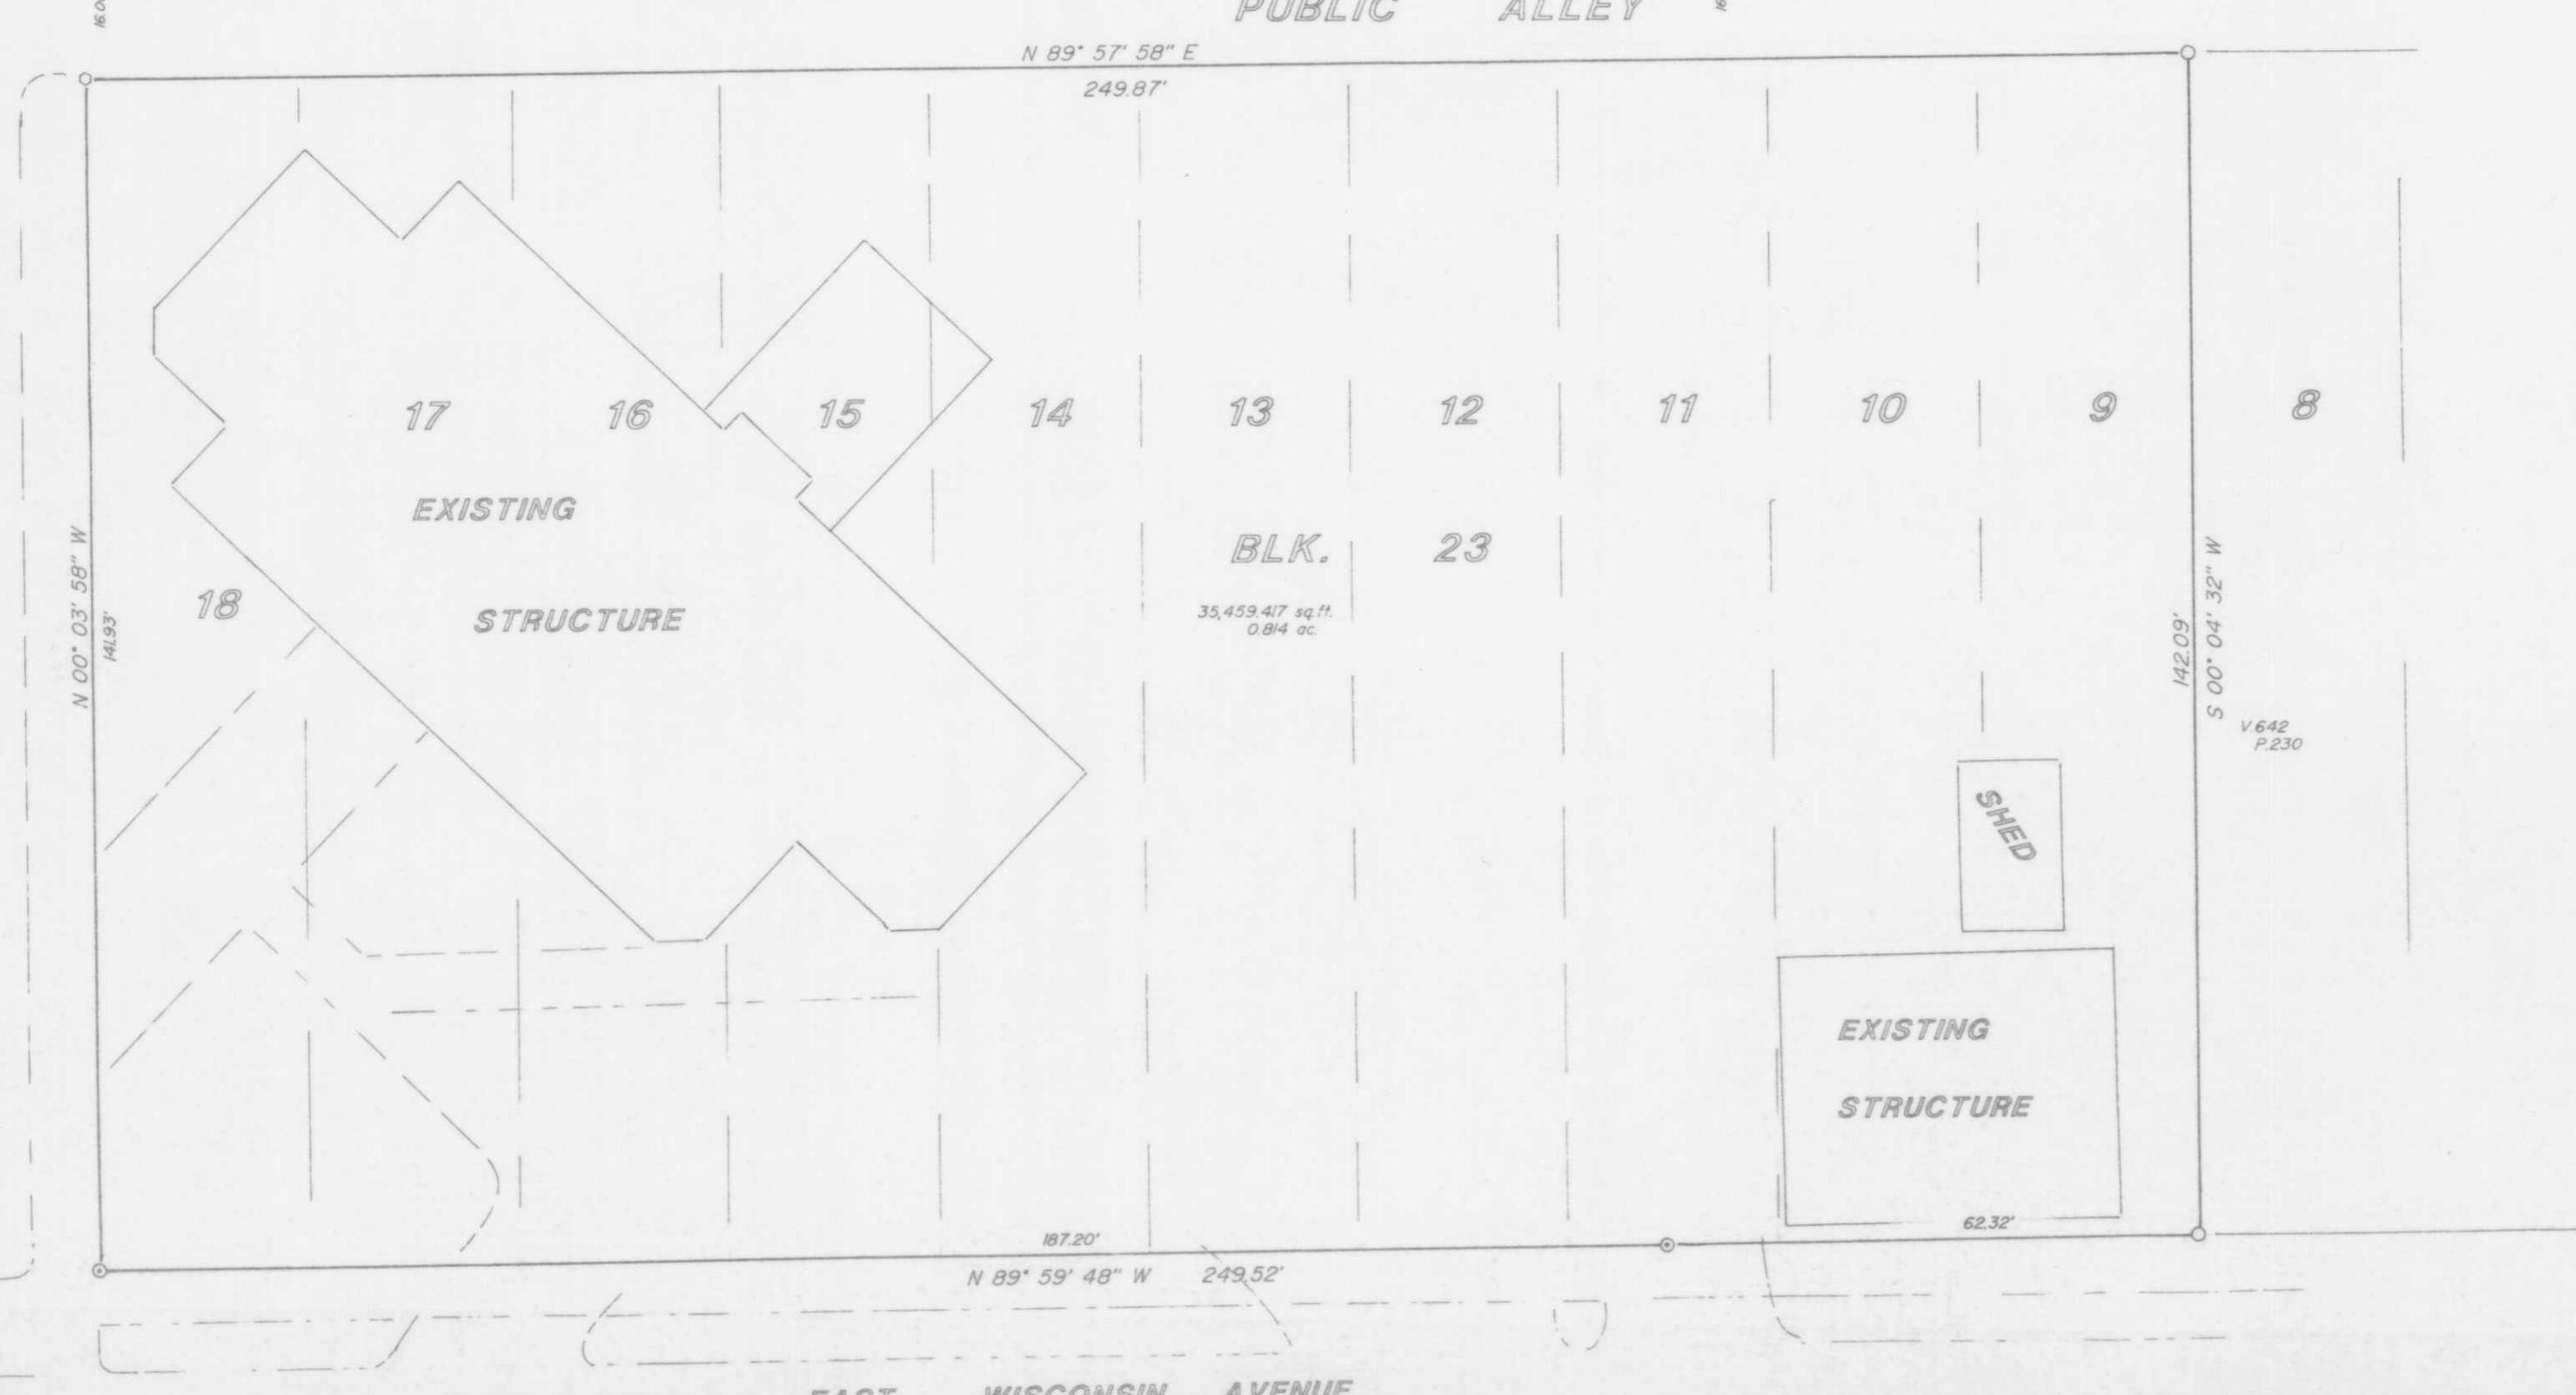 PUBLIC ALLEY
N 89° 57' 58" E
249.87'
17 16 15 14 13 12 11 10 9 8
EXISTING
STRUCTURE
18
BLK. 23
35,459.417 sq.ft.
0.814 ac.
N 00° 03' 58" W
141.93'
142.09'
S 00° 04' 32" W
V.642
P.230
SHED
EXISTING
STRUCTURE
62.32'
187.20'
N 89° 59' 48" W 249.52'
EAST WISCONSIN AVENUE